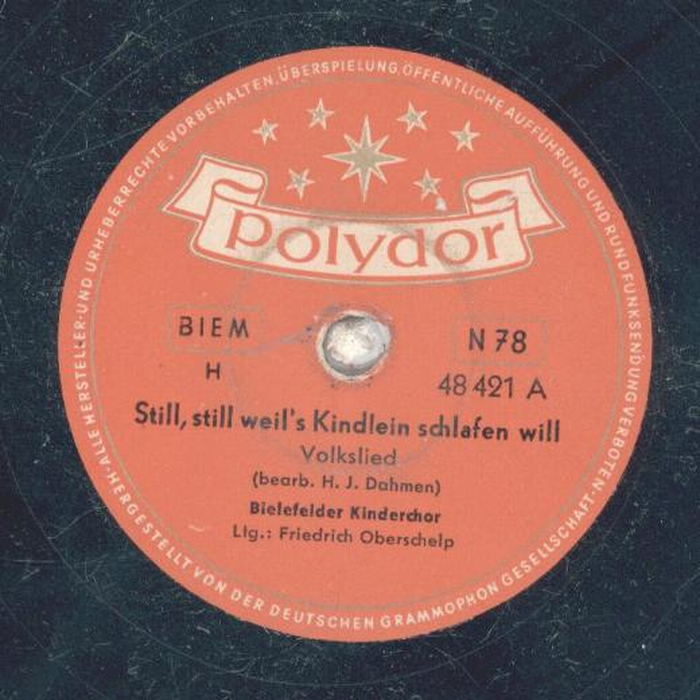 ALLE HERSTELLER- UND URHEBERRECHTE VORBEHALTEN. ÜBERSPIELUNG, ÖFFENTLICHE AUFFÜHRUNG UND RUNDFUNKSENDUNG VERBOTEN.
polydor
BIEM
N 78
H
48 421 A
Still, still weil's Kindlein schlafen will
Volkslied
(bearb. H. J. Dahmen)
Bielefelder Kinderchor
Ltg.: Friedrich Oberschelp
HERGESTELLT VON DER DEUTSCHEN GRAMMOPHON GESELLSCHAFT